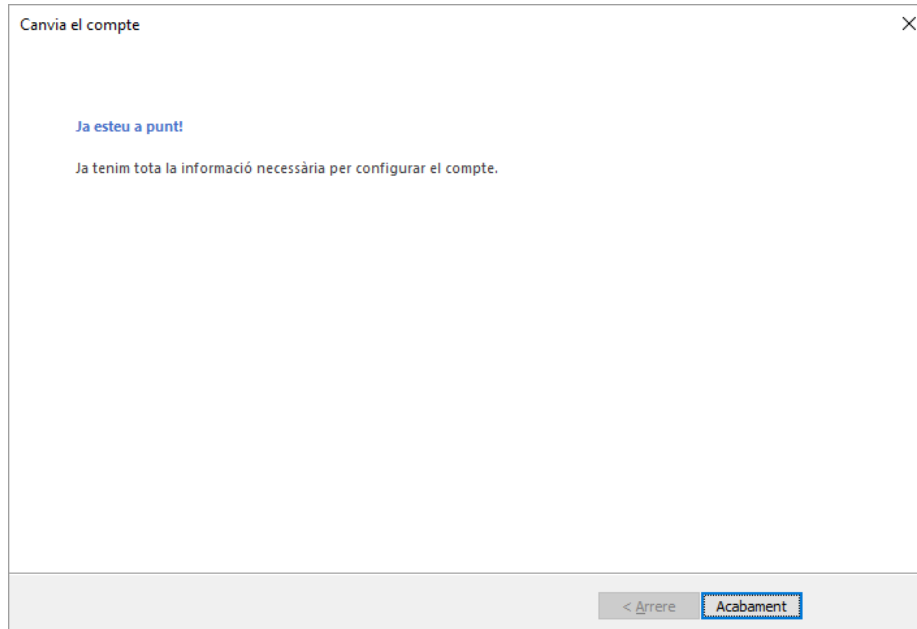 Canvia el compte
Ja esteu a punt!
Ja tenim tota la informació necessària per configurar el compte.
< Arrere
Acabament